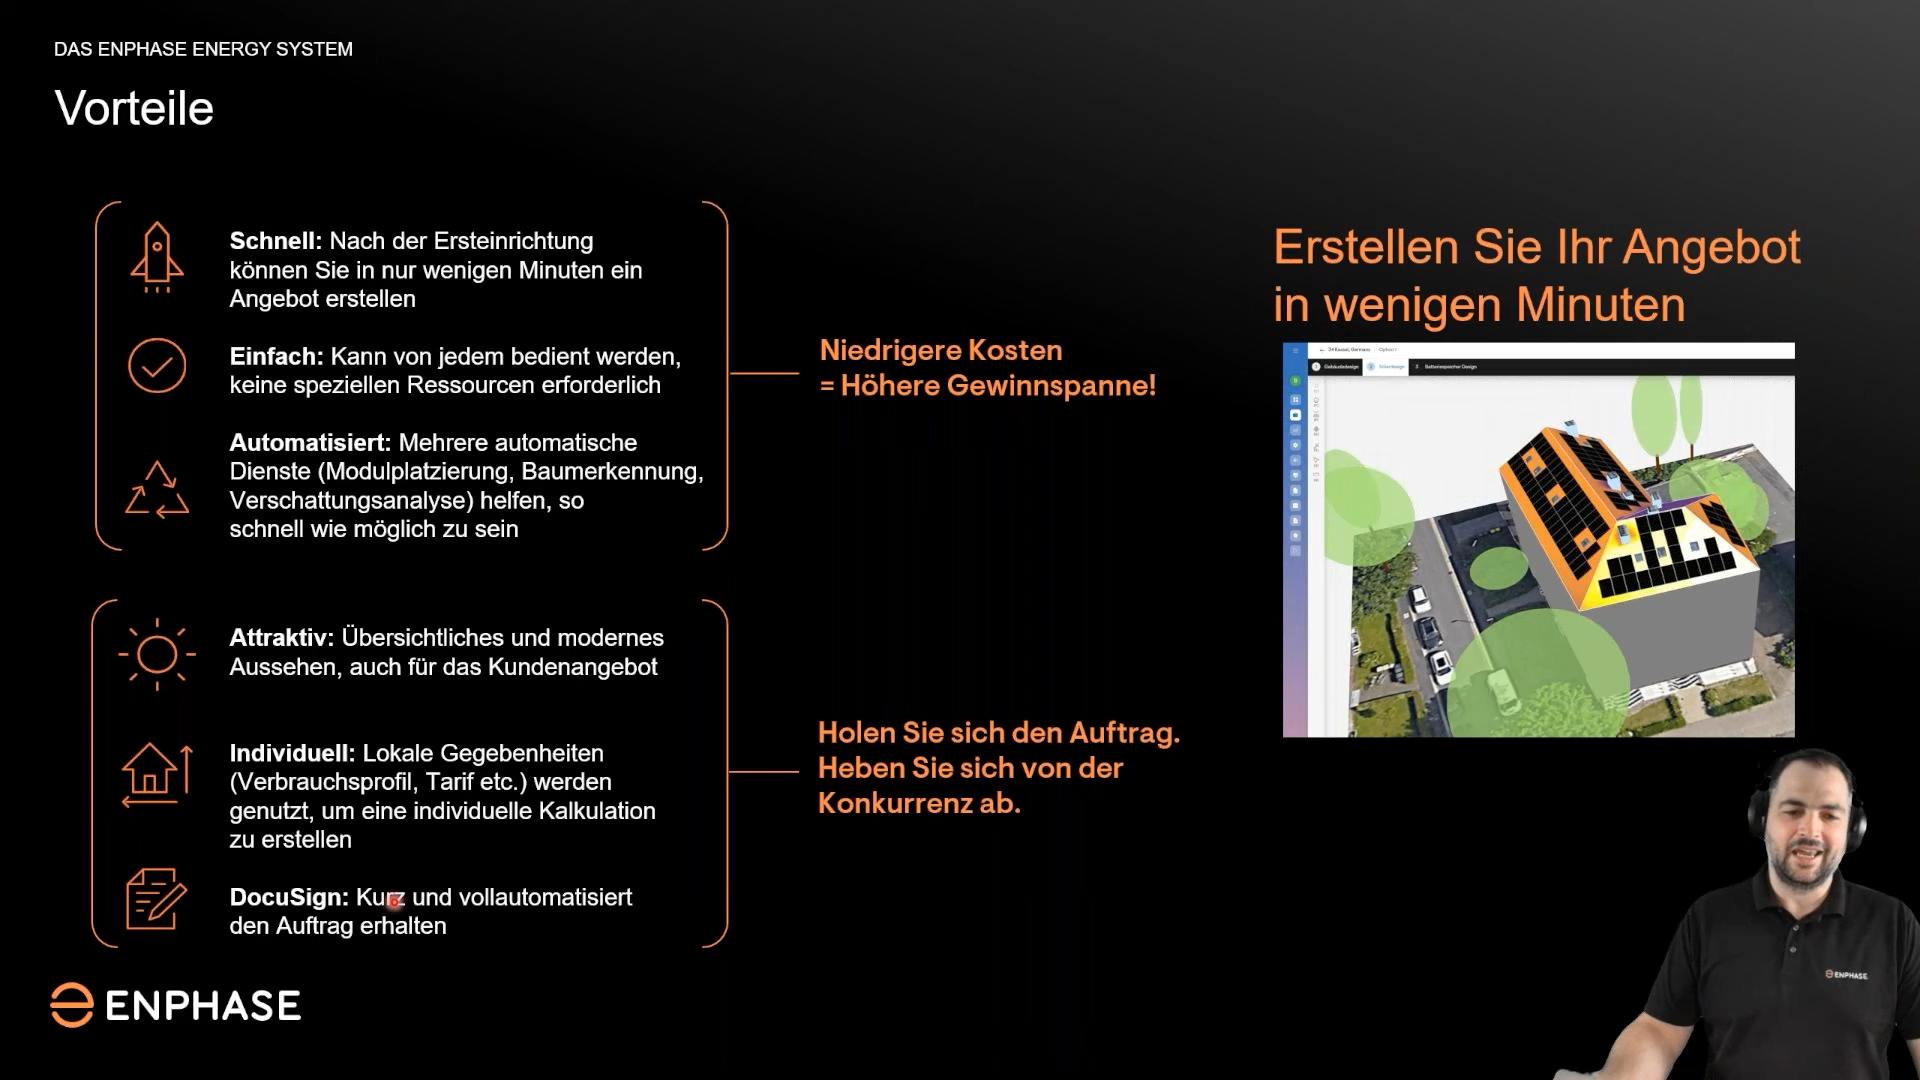 DAS ENPHASE ENERGY SYSTEM
Vorteile
Schnell: Nach der Ersteinrichtung
können Sie in nur wenigen Minuten ein
Angebot erstellen
Einfach: Kann von jedem bedient werden,
keine speziellen Ressourcen erforderlich
Automatisiert: Mehrere automatische
Dienste (Modulplatzierung, Baumerkennung,
Verschattungsanalyse) helfen, so
schnell wie möglich zu sein
Niedrigere Kosten
= Höhere Gewinnspanne!
Attraktiv: Übersichtliches und modernes
Aussehen, auch für das Kundenangebot
Individuell: Lokale Gegebenheiten
(Verbrauchsprofil, Tarif etc.) werden
genutzt, um eine individuelle Kalkulation
zu erstellen
DocuSign: Kurz und vollautomatisiert
den Auftrag erhalten
Holen Sie sich den Auftrag.
Heben Sie sich von der
Konkurrenz ab.
Erstellen Sie Ihr Angebot
in wenigen Minuten
ENPHASE
ENPHASE